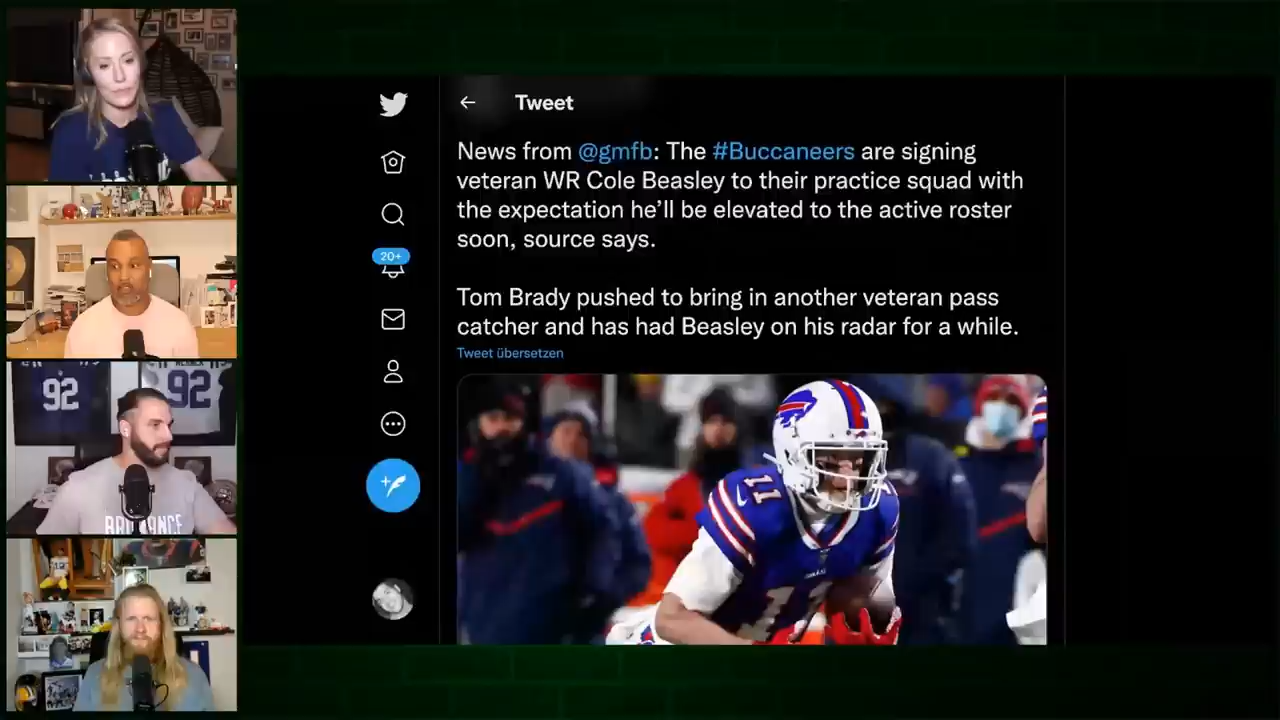 Tweet
News from @gmfb: The #Buccaneers are signing
veteran WR Cole Beasley to their practice squad with
the expectation he’ll be elevated to the active roster
soon, source says.
Tom Brady pushed to bring in another veteran pass
catcher and has had Beasley on his radar for a while.
Tweet übersetzen
20+
92
92
11
11